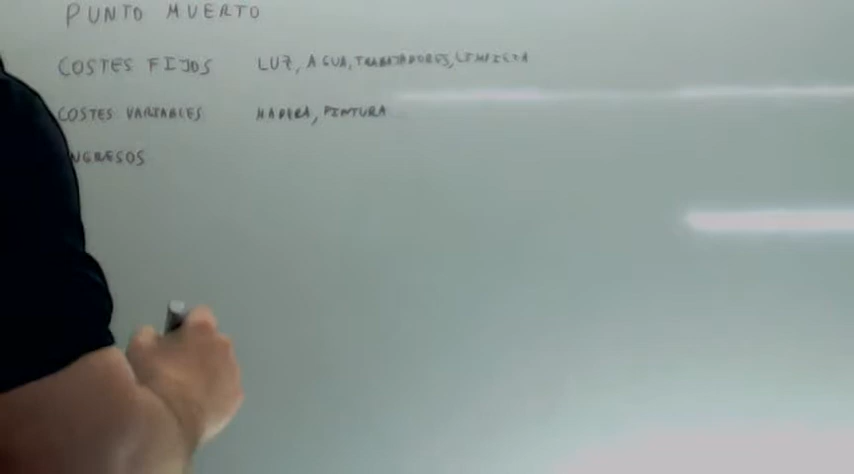 PUNTO MUERTO
COSTES FIJOS LUZ, AGUA, TRABAJADORES, LIMPIEZA
COSTES VARIABLES MADERA, PINTURA
NGRESOS